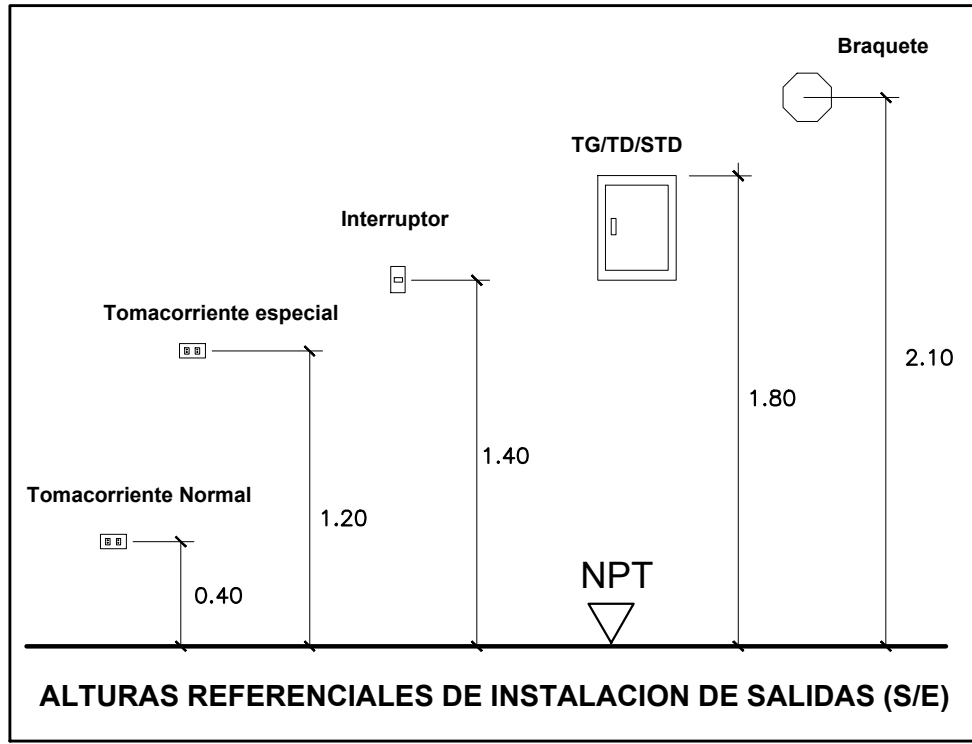 Braquete
TG/TD/STD
Interruptor
Tomacorriente especial
2.10
1.80
1.40
Tomacorriente Normal
1.20
NPT
0.40
ALTURAS REFERENCIALES DE INSTALACION DE SALIDAS (S/E)